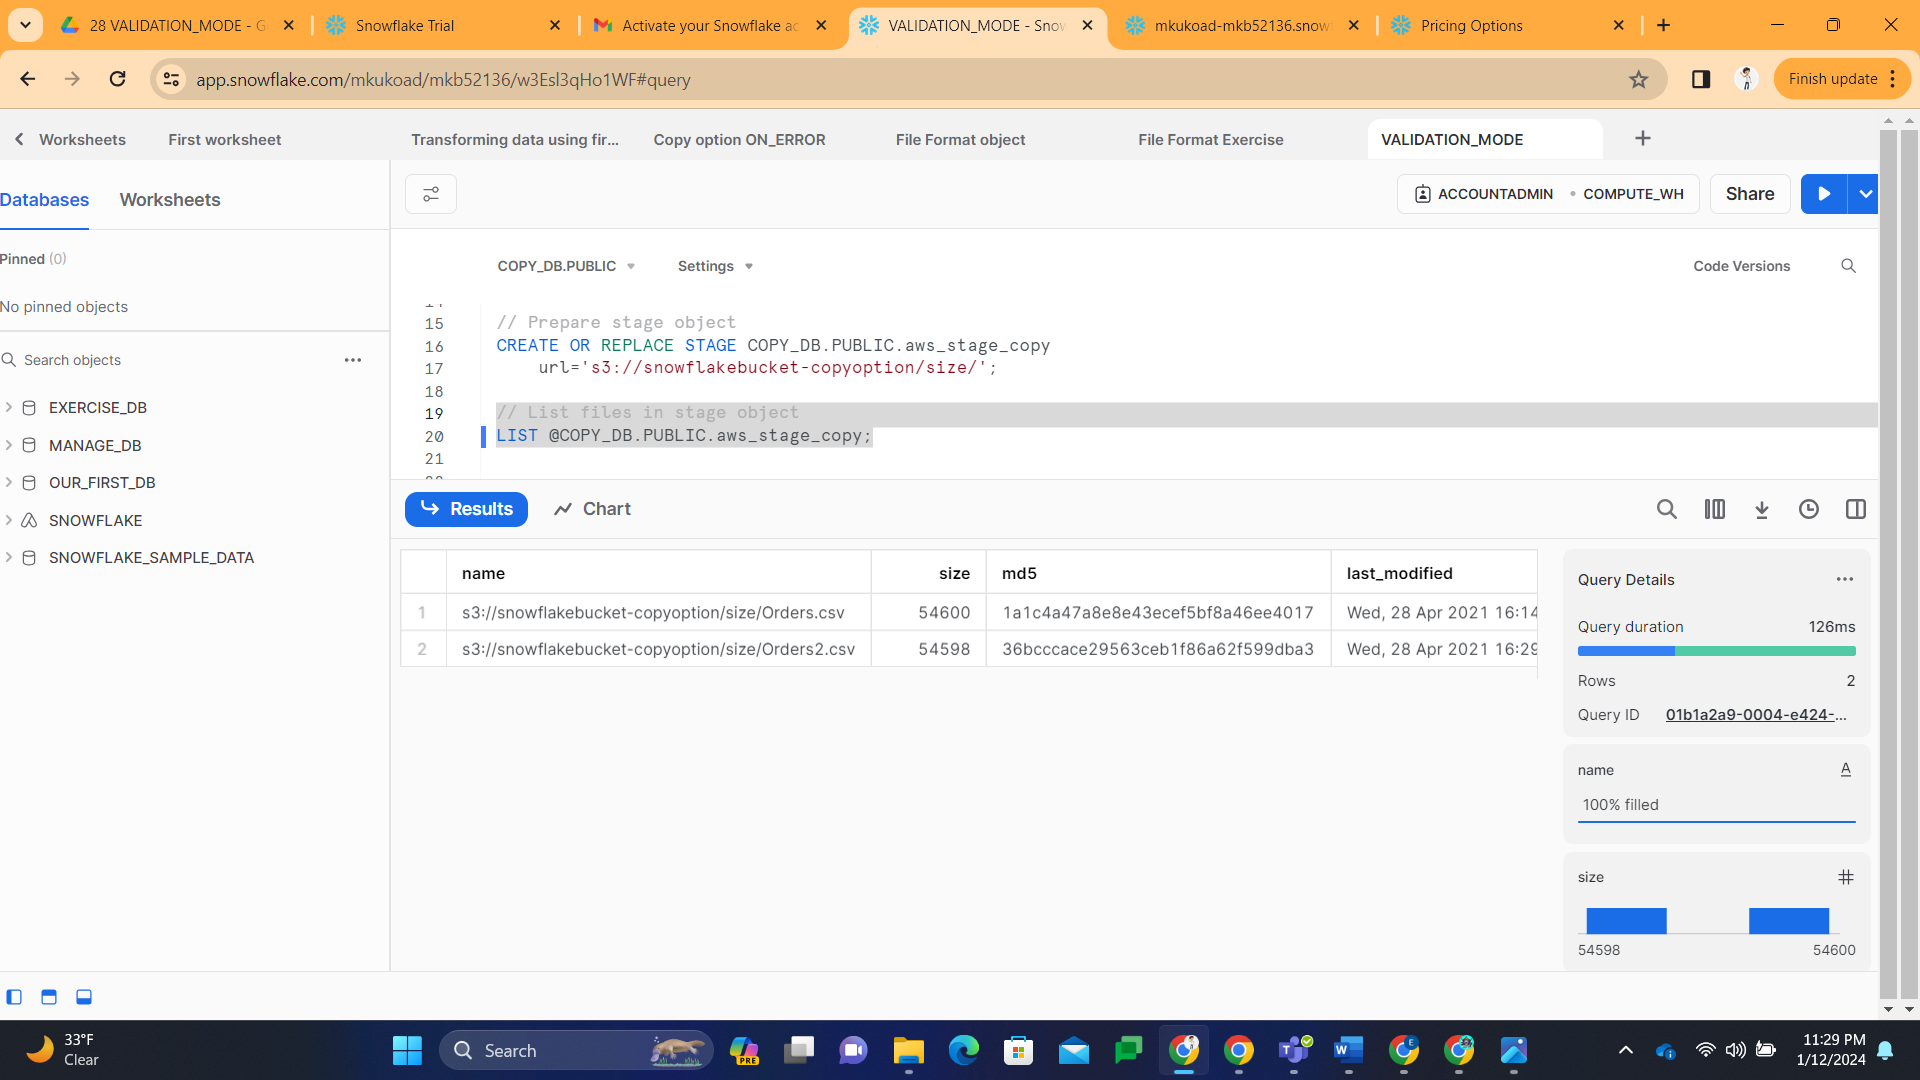 28 VALIDATION_MODE - G
Snowflake Trial
Activate your Snowflake ac
VALIDATION_MODE - Snow
mkukoad-mkb52136.snow
Pricing Options
app.snowflake.com/mkukoad/mkb52136/w3Esl3qHo1WF#query
Finish update
Worksheets
First worksheet
Transforming data using fir...
Copy option ON_ERROR
File Format object
File Format Exercise
VALIDATION_MODE
Databases
Worksheets
ACCOUNTADMIN
COMPUTE_WH
Share
Pinned (0)
No pinned objects
Search objects
EXERCISE_DB
MANAGE_DB
OUR_FIRST_DB
SNOWFLAKE
SNOWFLAKE_SAMPLE_DATA
COPY_DB.PUBLIC
Settings
Code Versions
15 // Prepare stage object
16 CREATE OR REPLACE STAGE COPY_DB.PUBLIC.aws_stage_copy
17 url='s3://snowflakebucket-copyoption/size/';
18
19 // List files in stage object
20 LIST @COPY_DB.PUBLIC.aws_stage_copy;
21
Results
Chart
name size md5 last_modified
1 s3://snowflakebucket-copyoption/size/Orders.csv 54600 1a1c4a47a8e8e43ecef5bf8a46ee4017 Wed, 28 Apr 2021 16:14
2 s3://snowflakebucket-copyoption/size/Orders2.csv 54598 36bcccace29563ceb1f86a62f599dba3 Wed, 28 Apr 2021 16:29
Query Details
Query duration 126ms
Rows 2
Query ID 01b1a2a9-0004-e424-...
name A
100% filled
size
54598 54600
33°F
Clear
Search
PRE
11:29 PM
1/12/2024